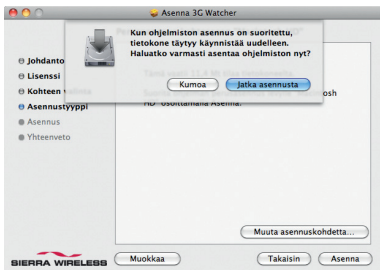 Asenna 3G Watcher
Kun ohjelmiston asennus on suoritettu,
tietokone täytyy käynnistää uudelleen.
Haluatko varmasti asentaa ohjelmiston nyt?
Kumoa
Jatka asennusta
Johdanto
Lisenssi
Kohteen valinta
Asennustyyppi
Asennus
Yhteenveto
osh
HD" osoittamalla Asenna.
Muuta asennuskohdetta...
SIERRA WIRELESS
Muokkaa
Takaisin
Asenna